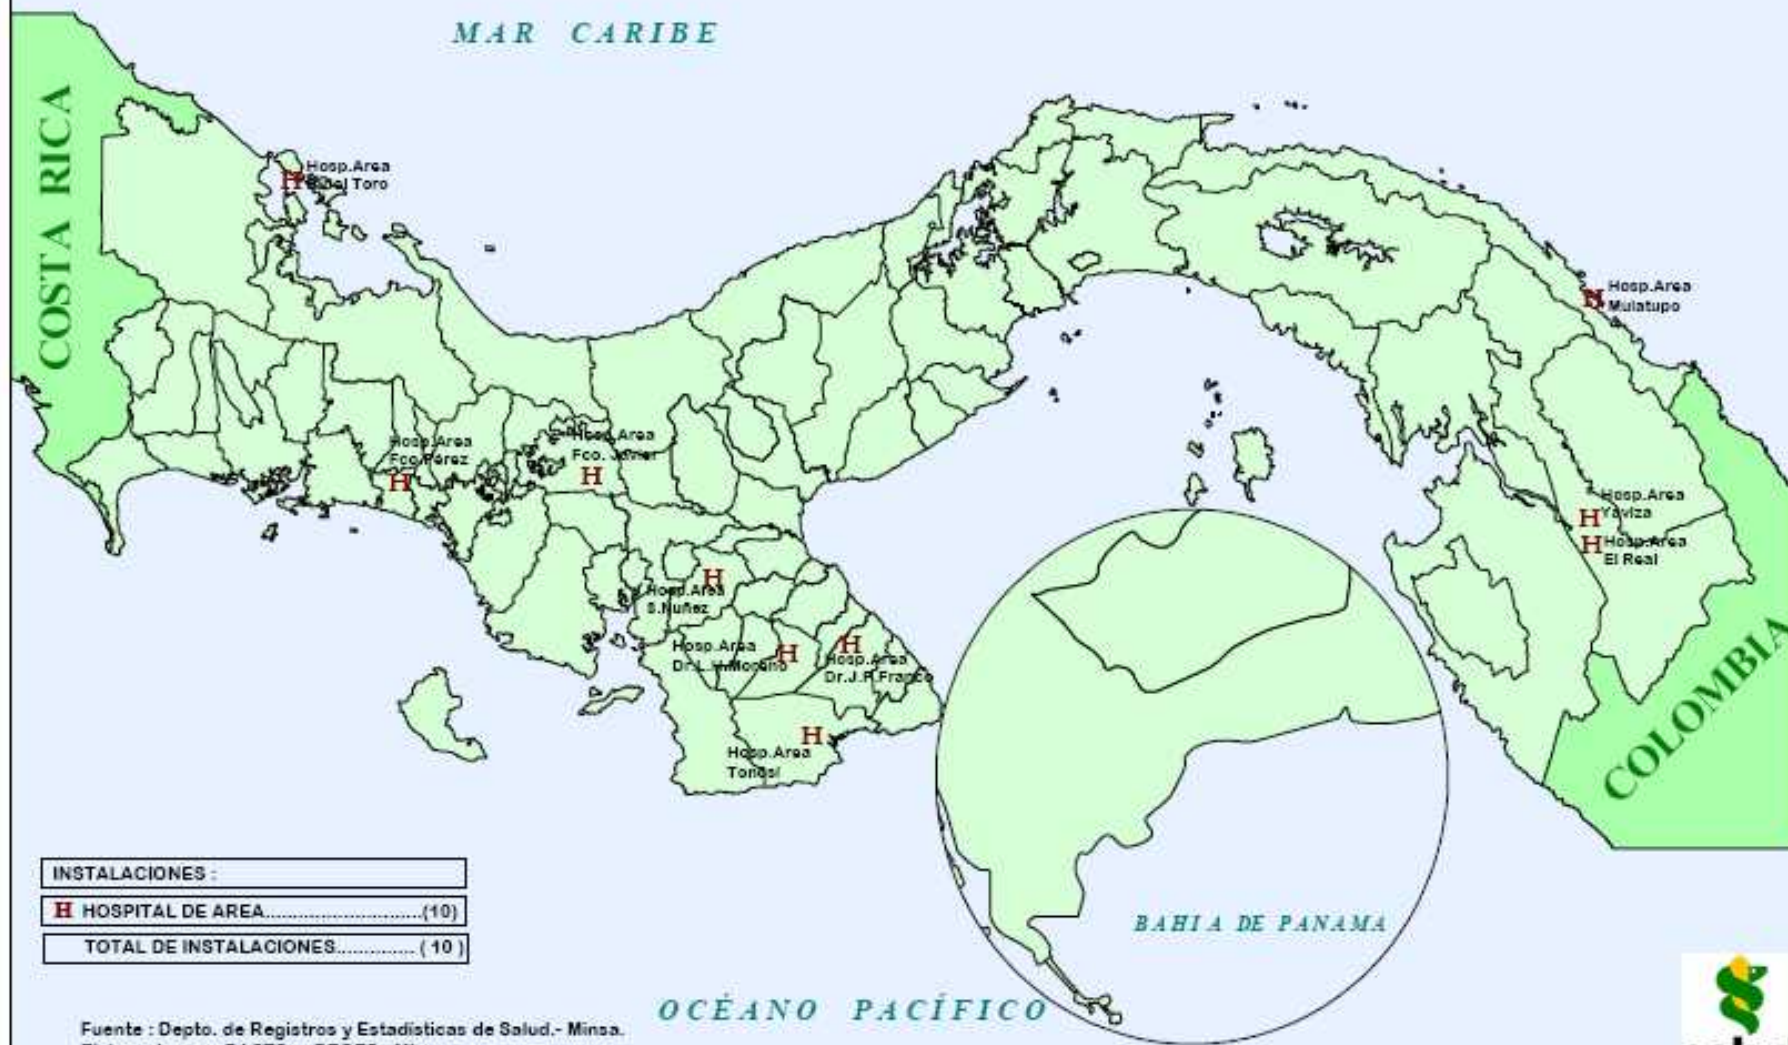 MAR CARIBE
COSTA RICA
Hosp.Area
Toro
Hosp.Area
Mulatupo
Hosp.Area
Fco.Pérez
Hosp.Area
Fco. Javier
Hosp.Area
Yaviza
Hosp.Area
El Real
Hosp.Area
S.Nuñez
Hosp.Area
Dr.L.H.Moreno
Hosp.Area
Dr.J.P.Franco
Hosp.Area
Tonosí
COLOMBIA
INSTALACIONES :
H HOSPITAL DE AREA.............................(10)
TOTAL DE INSTALACIONES.............. ( 10 )
BAHIA DE PANAMA
OCÉANO PACÍFICO
Fuente : Depto. de Registros y Estadísticas de Salud.- Minsa.